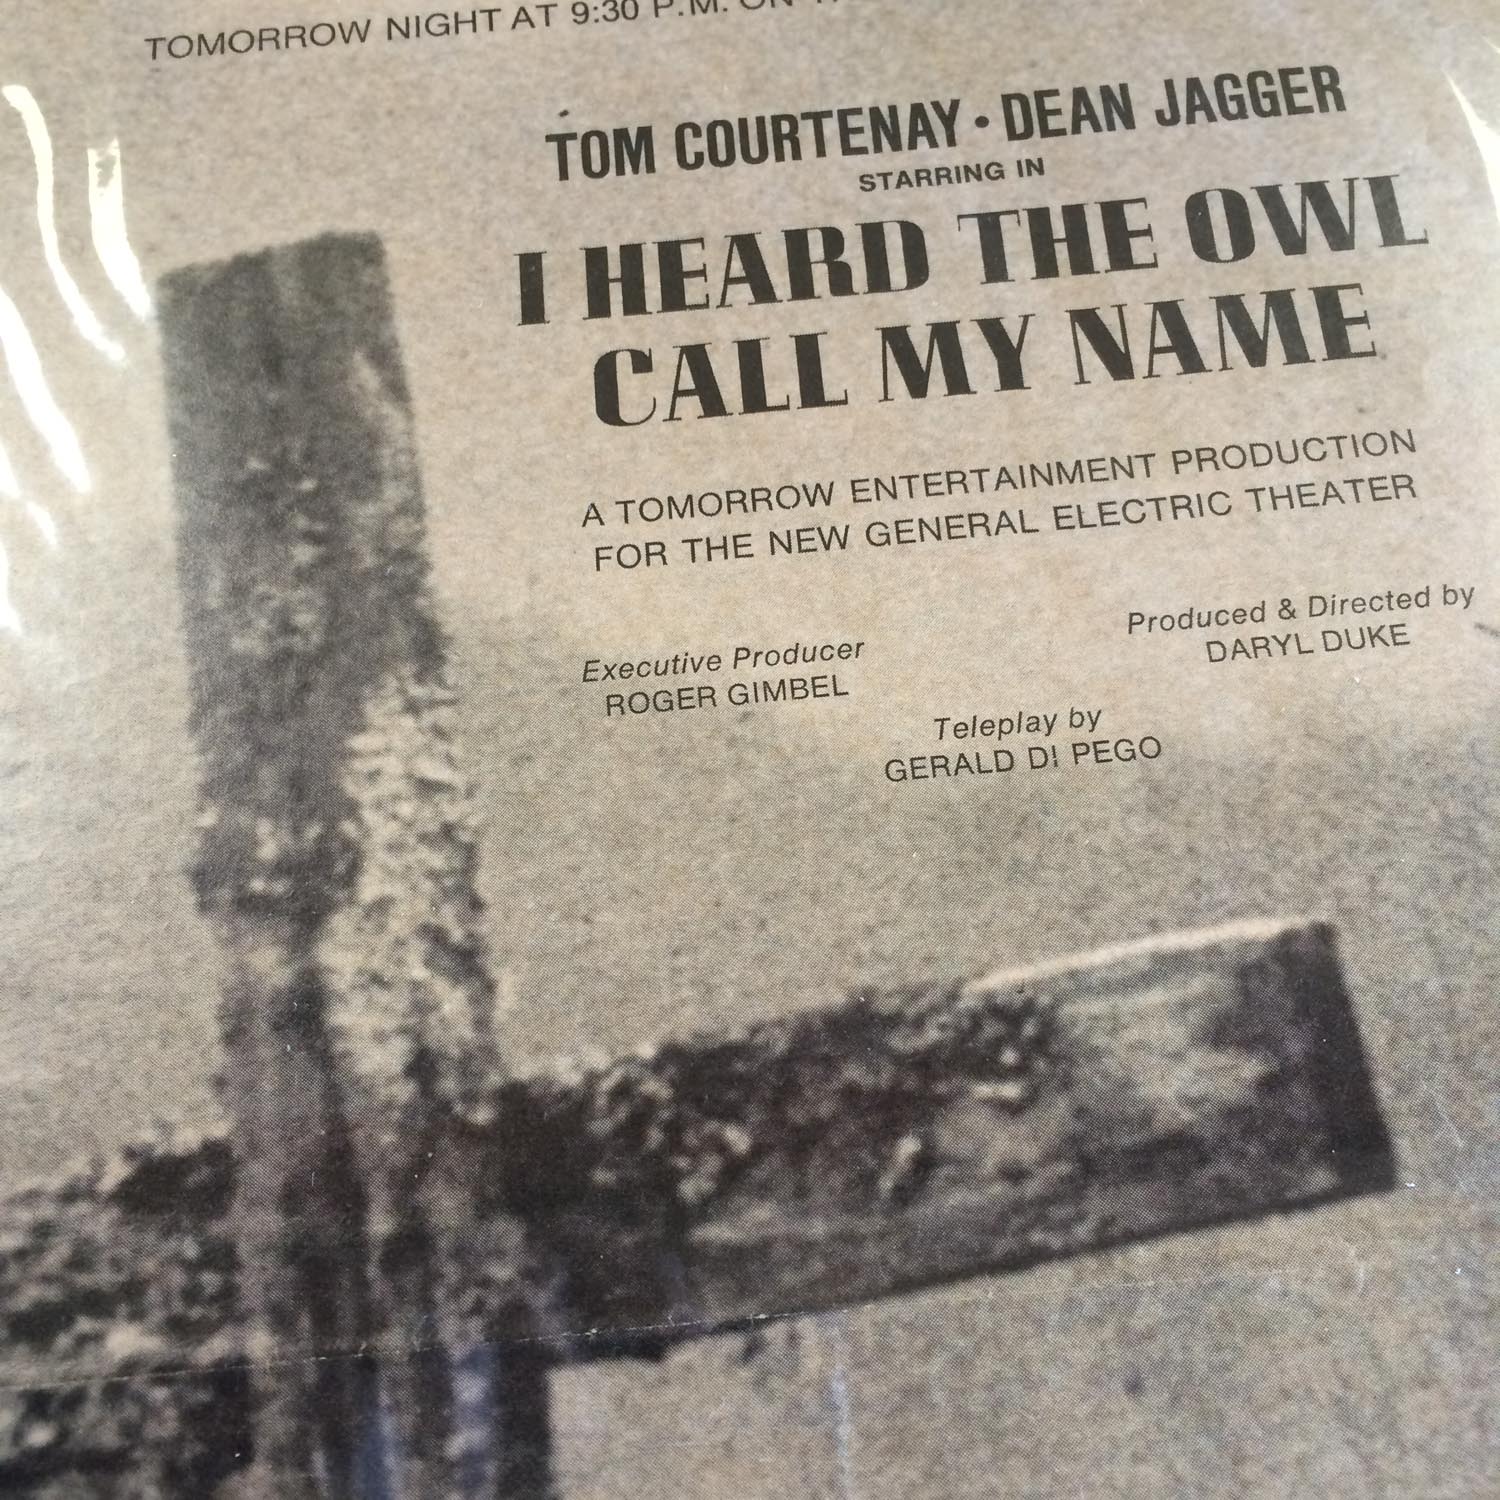 TOMORROW NIGHT AT 9:30 P.M. ON
TOM COURTENAY • DEAN JAGGER
STARRING IN
I HEARD THE OWL
CALL MY NAME
A TOMORROW ENTERTAINMENT PRODUCTION
FOR THE NEW GENERAL ELECTRIC THEATER
Produced & Directed by
DARYL DUKE
Executive Producer
ROGER GIMBEL
Teleplay by
GERALD DI PEGO